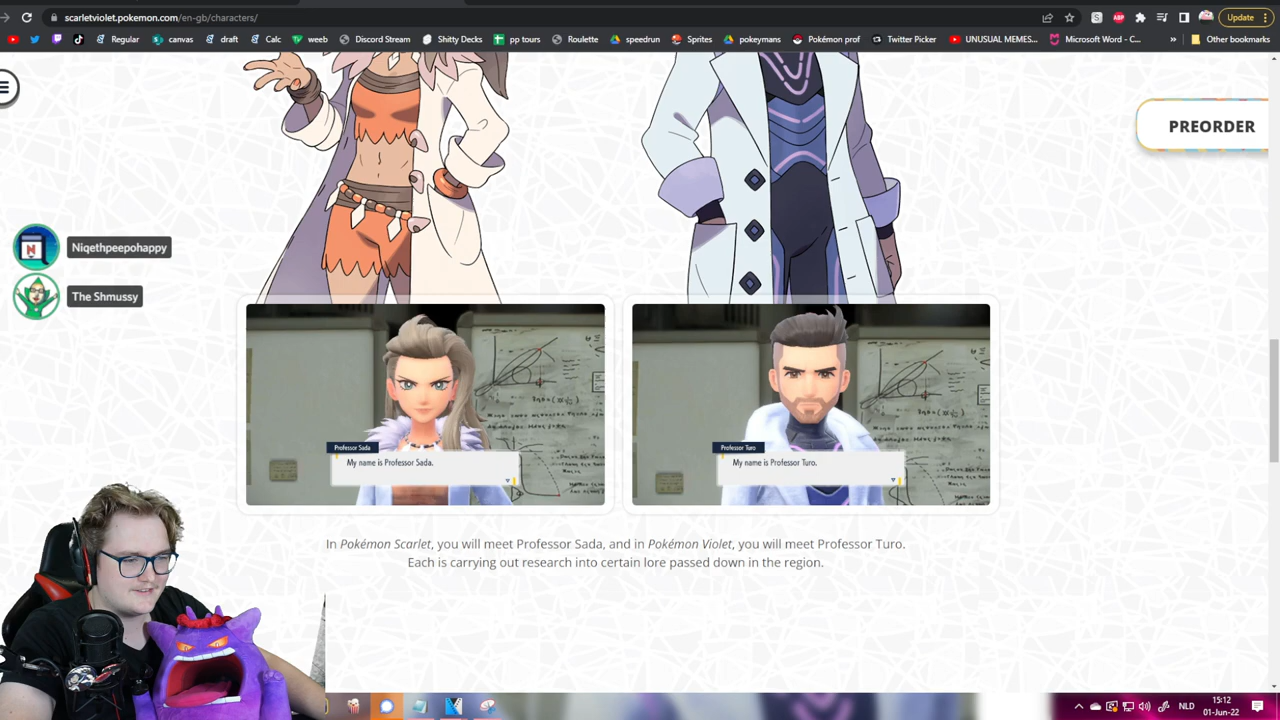 scarletviolet.pokemon.com/en-gb/characters/
ABP
Update
Regular
canvas
draft
Calc
weeb
Discord Stream
Shitty Decks
pp tours
Roulette
speedrun
Sprites
pokeymans
Pokémon prof
Twitter Picker
UNUSUAL MEMES...
Microsoft Word - C...
»
Other bookmarks
PREORDER
Niqethpeepohappy
The Shmussy
Professor Sada
My name is Professor Sada.
Professor Turo
My name is Professor Turo.
In Pokémon Scarlet, you will meet Professor Sada, and in Pokémon Violet, you will meet Professor Turo.
Each is carrying out research into certain lore passed down in the region.
NLD
15:12
01-Jun-22